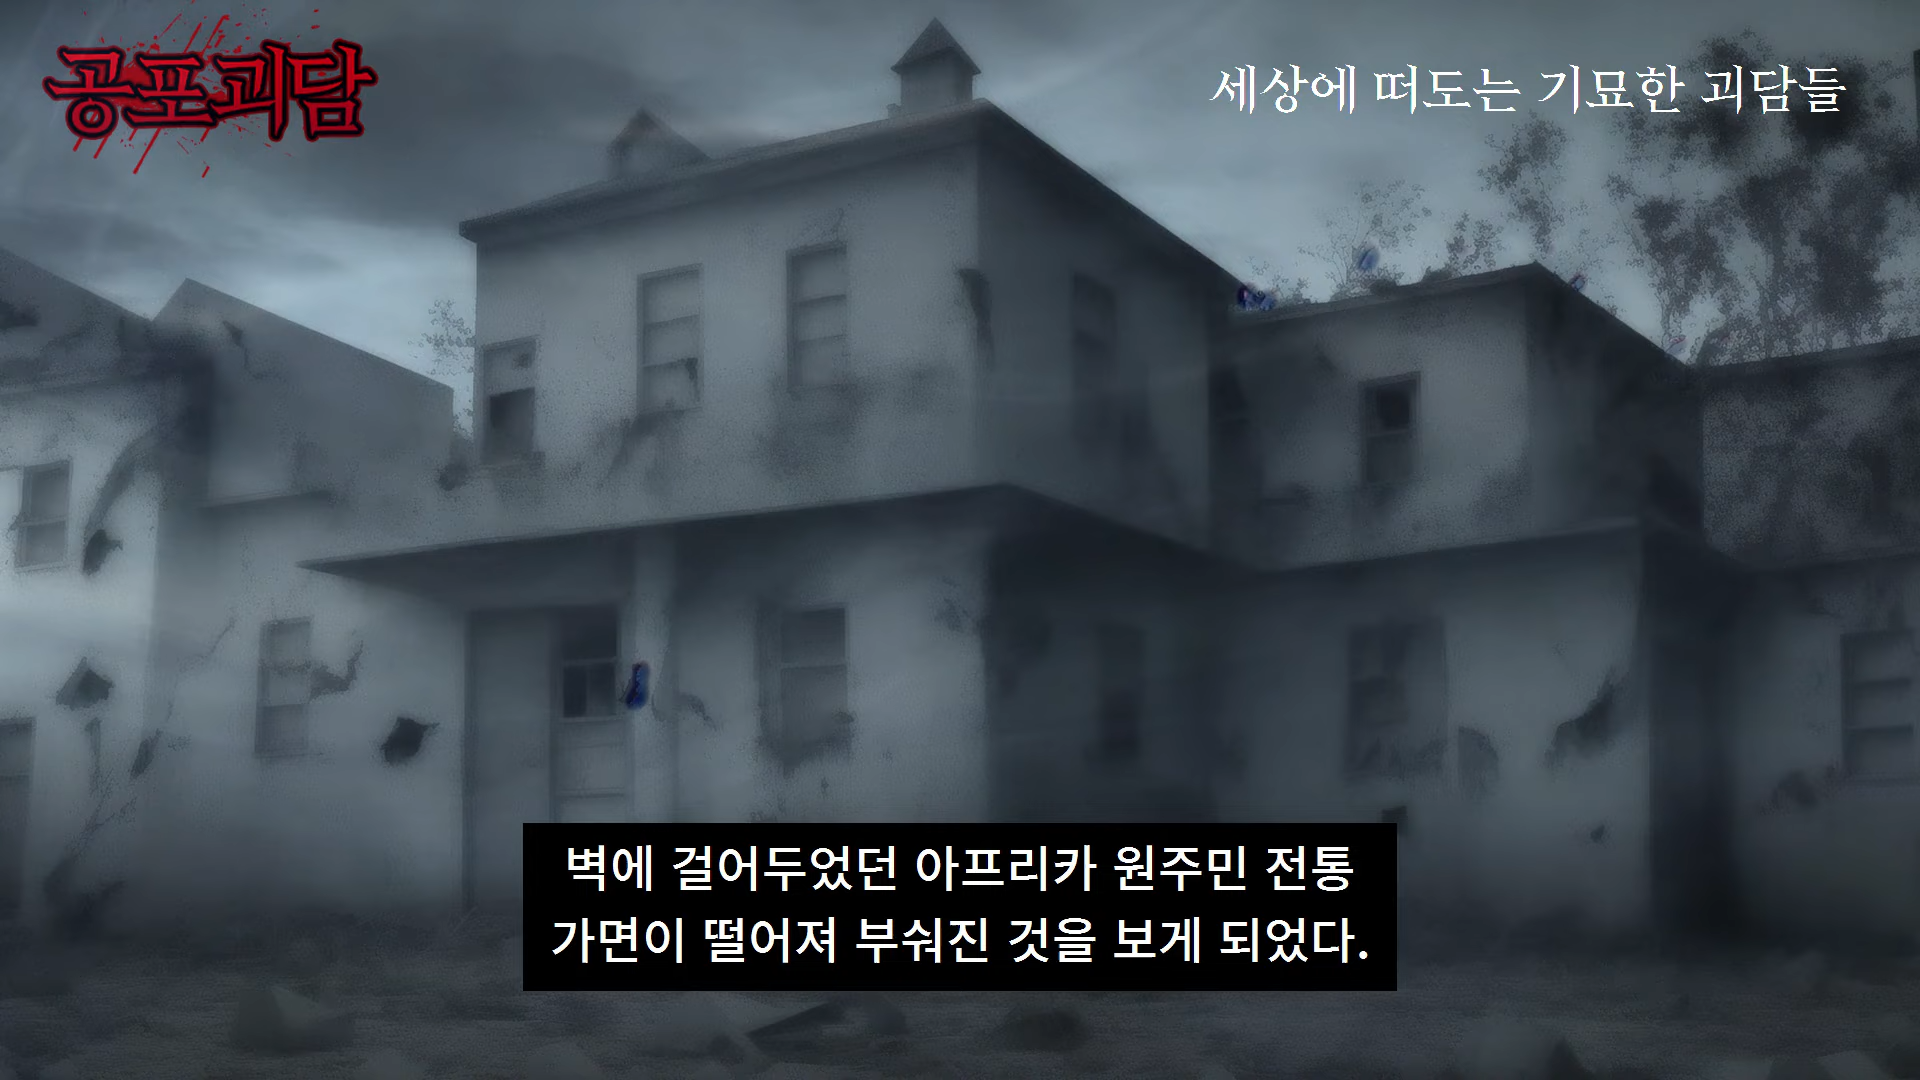 공포괴담
세상에 떠도는 기묘한 괴담들
벽에 걸어두었던 아프리카 원주민 전통
가면이 떨어져 부숴진 것을 보게 되었다.